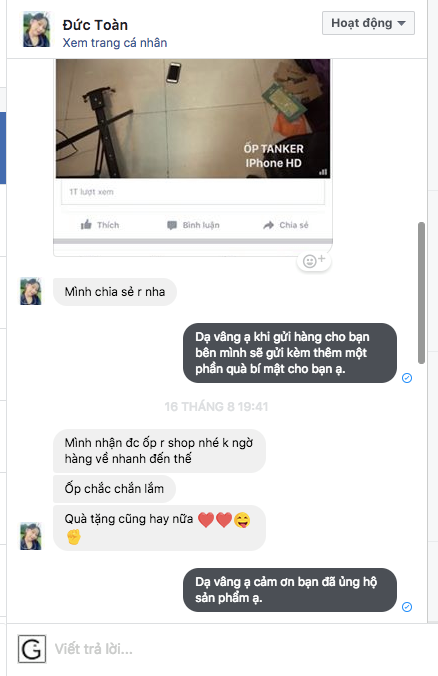 Đức Toàn
Xem trang cá nhân
Hoạt động
ỐP TANKER
IPhone HD
1T lượt xem
Thích
Bình luận
Chia sẻ
Mình chia sẻ r nha
Dạ vâng ạ khi gửi hàng cho bạn
bên mình sẽ gửi kèm thêm một
phần quà bí mật cho bạn ạ.
16 THÁNG 8 19:41
Mình nhận đc ốp r shop nhé k ngờ
hàng về nhanh đến thế
Ốp chắc chắn lắm
Quà tặng cũng hay nữa ❤️❤️😜
✊
Dạ vâng ạ cảm ơn bạn đã ủng hộ
sản phẩm ạ.
G
Viết trả lời...